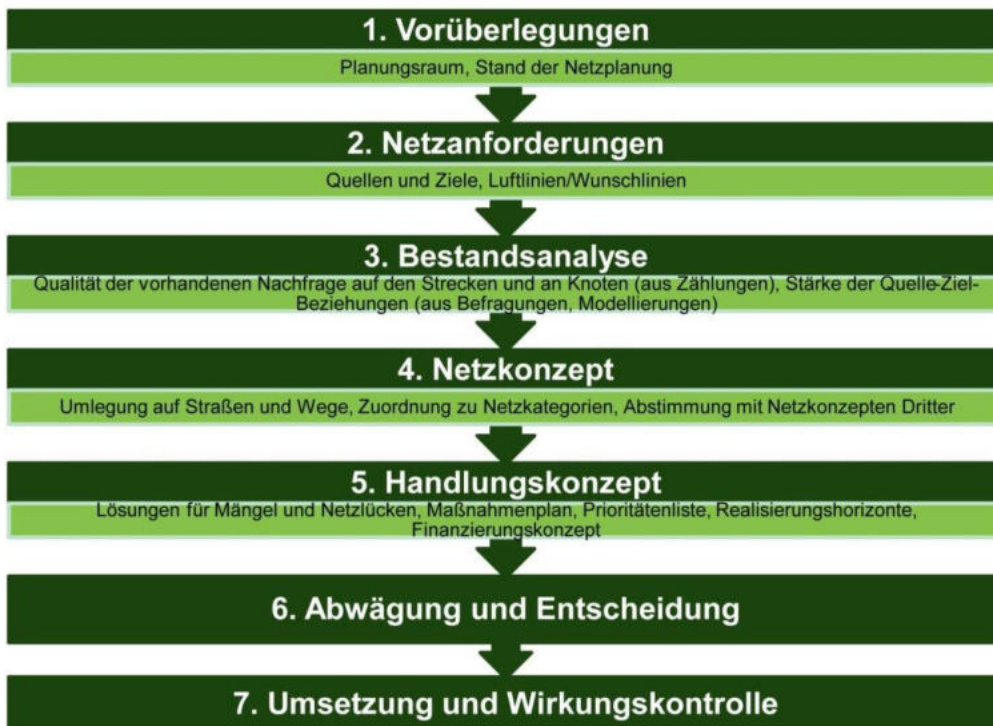 1. Vorüberlegungen
Planungsraum, Stand der Netzplanung
2. Netzanforderungen
Quellen und Ziele, Luftlinien/Wunschlinien
3. Bestandsanalyse
Qualität der vorhandenen Nachfrage auf den Strecken und an Knoten (aus Zählungen), Stärke der Quelle-Ziel-
Beziehungen (aus Befragungen, Modellierungen)
4. Netzkonzept
Umlegung auf Straßen und Wege, Zuordnung zu Netzkategorien, Abstimmung mit Netzkonzepten Dritter
5. Handlungskonzept
Lösungen für Mängel und Netzlücken, Maßnahmenplan, Prioritätenliste, Realisierungshorizonte,
Finanzierungskonzept
6. Abwägung und Entscheidung
7. Umsetzung und Wirkungskontrolle